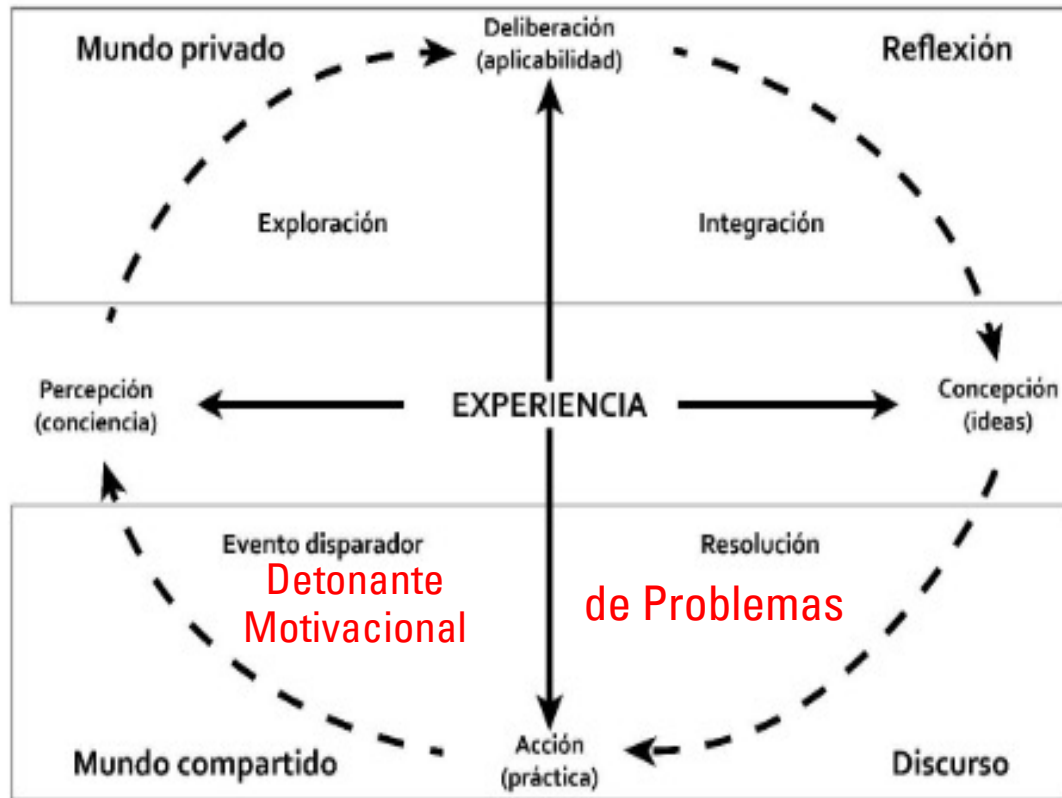 Mundo privado
Deliberación
(aplicabilidad)
Reflexión
Exploración
Integración
Percepción
(conciencia)
EXPERIENCIA
Concepción
(ideas)
Evento disparador
Detonante
Motivacional
Resolución
de Problemas
Mundo compartido
Acción
(práctica)
Discurso